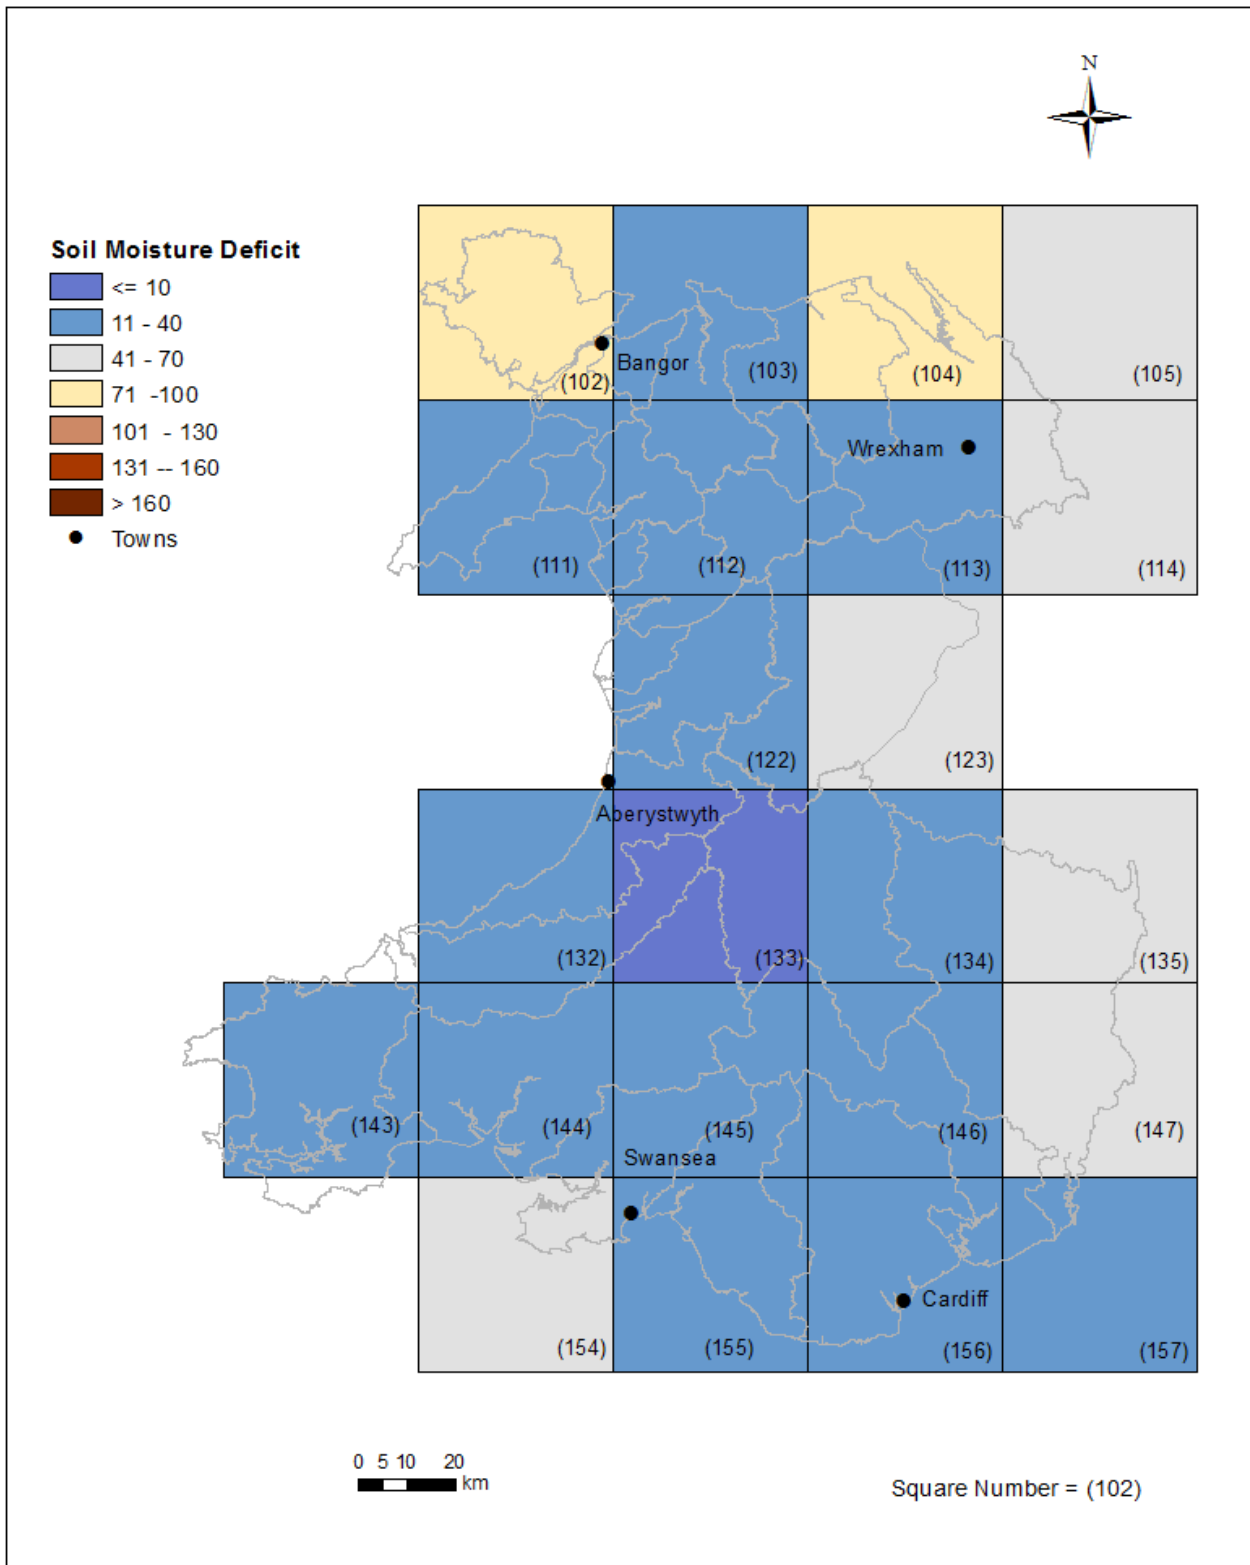 N
Soil Moisture Deficit
<= 10
11 - 40
41 - 70
71 -100
101 - 130
131 -- 160
> 160
Towns
Bangor
(102)
(103)
(104)
(105)
Wrexham
(111)
(112)
(113)
(114)
(122)
(123)
Aberystwyth
(132)
(133)
(134)
(135)
(143)
(144)
(145)
(146)
(147)
Swansea
Cardiff
(154)
(155)
(156)
(157)
0 5 10 20
km
Square Number = (102)